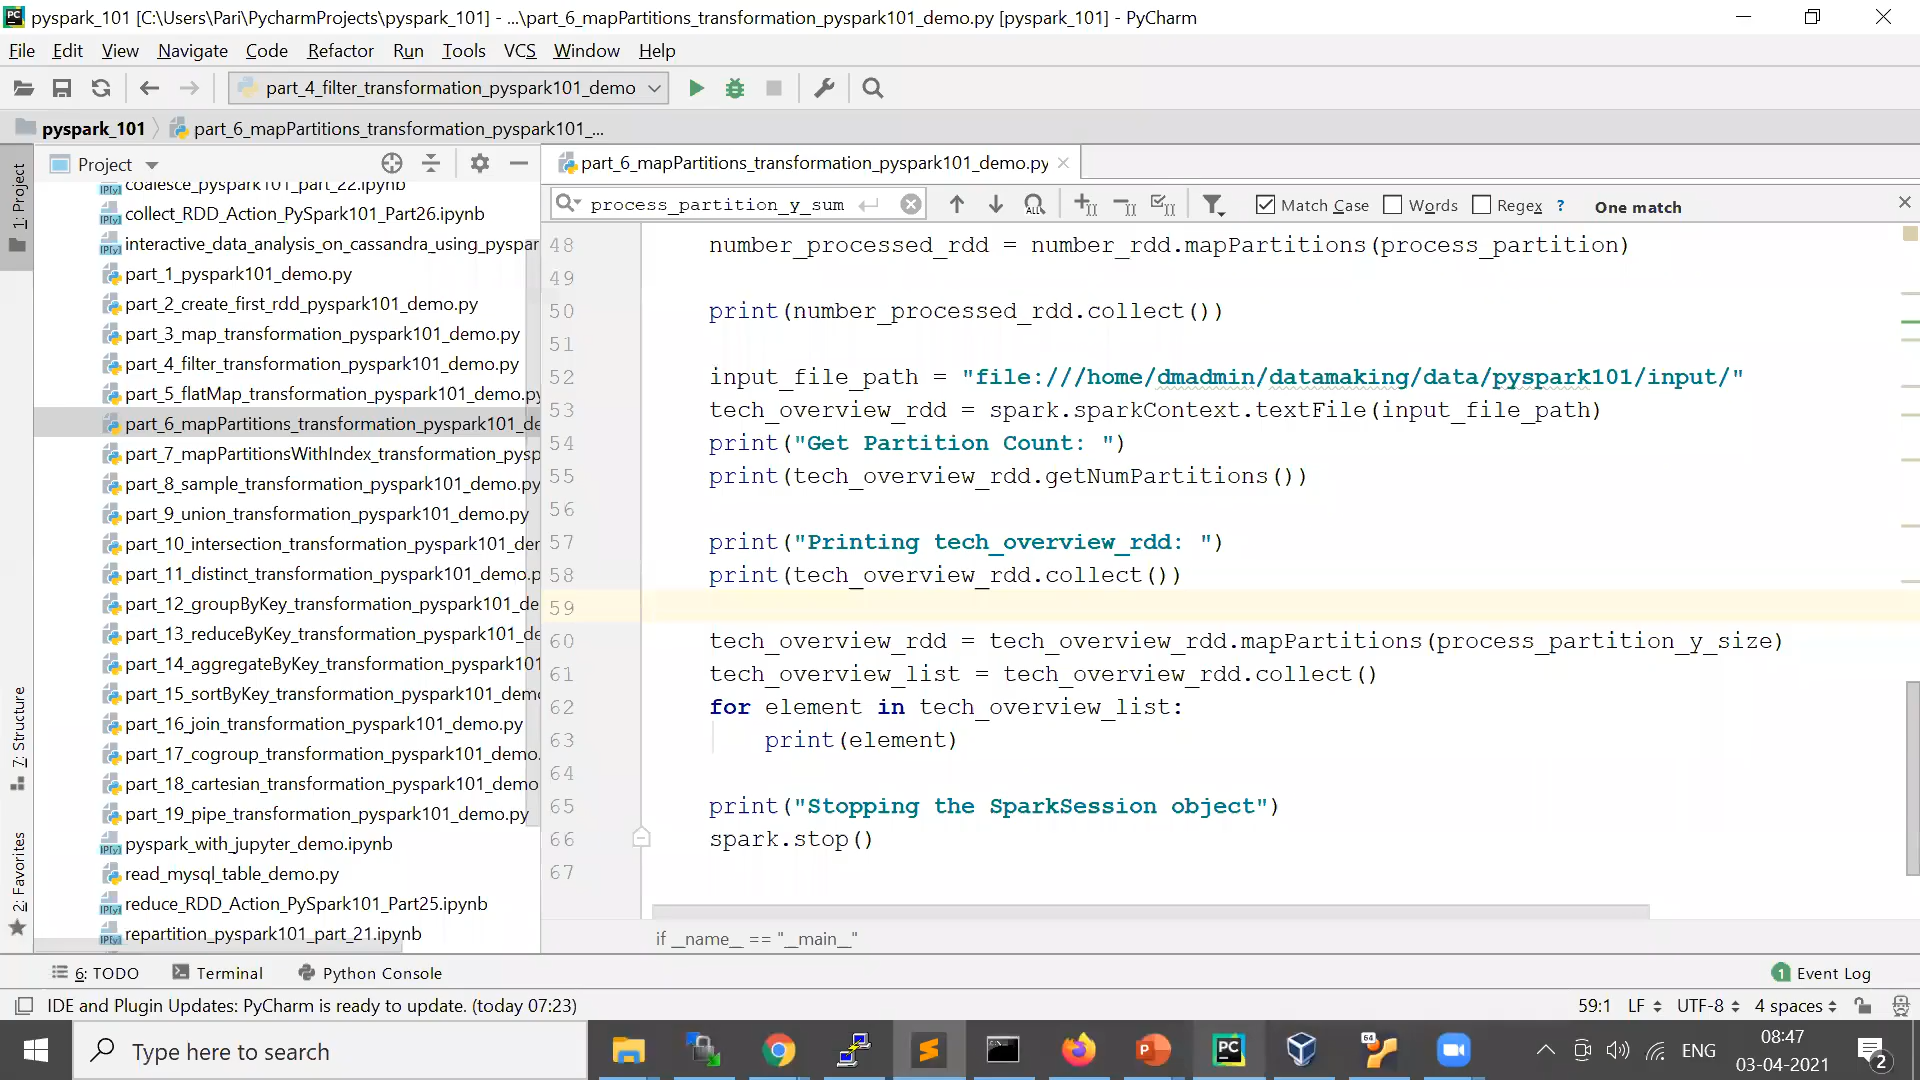 pyspark_101 [C:\Users\Pari\PycharmProjects\pyspark_101] - ...\part_6_mapPartitions_transformation_pyspark101_demo.py [pyspark_101] - PyCharm
File Edit View Navigate Code Refactor Run Tools VCS Window Help
part_4_filter_transformation_pyspark101_demo
pyspark_101 part_6_mapPartitions_transformation_pyspark101_...
1: Project
7: Structure
2: Favorites
Project
coalesce_pyspark101_part_22.ipynb
collect_RDD_Action_PySpark101_Part26.ipynb
interactive_data_analysis_on_cassandra_using_pyspar
part_1_pyspark101_demo.py
part_2_create_first_rdd_pyspark101_demo.py
part_3_map_transformation_pyspark101_demo.py
part_4_filter_transformation_pyspark101_demo.py
part_5_flatMap_transformation_pyspark101_demo.py
part_6_mapPartitions_transformation_pyspark101_de
part_7_mapPartitionsWithIndex_transformation_pysp
part_8_sample_transformation_pyspark101_demo.py
part_9_union_transformation_pyspark101_demo.py
part_10_intersection_transformation_pyspark101_der
part_11_distinct_transformation_pyspark101_demo.p
part_12_groupByKey_transformation_pyspark101_de
part_13_reduceByKey_transformation_pyspark101_de
part_14_aggregateByKey_transformation_pyspark101
part_15_sortByKey_transformation_pyspark101_demo
part_16_join_transformation_pyspark101_demo.py
part_17_cogroup_transformation_pyspark101_demo.
part_18_cartesian_transformation_pyspark101_demo
part_19_pipe_transformation_pyspark101_demo.py
pyspark_with_jupyter_demo.ipynb
read_mysql_table_demo.py
reduce_RDD_Action_PySpark101_Part25.ipynb
repartition_pyspark101_part_21.ipynb
part_6_mapPartitions_transformation_pyspark101_demo.py
process_partition_y_sum Match Case Words Regex ? One match
48 number_processed_rdd = number_rdd.mapPartitions(process_partition)
49
50 print(number_processed_rdd.collect())
51
52 input_file_path = "file:///home/dmadmin/datamaking/data/pyspark101/input/"
53 tech_overview_rdd = spark.sparkContext.textFile(input_file_path)
54 print("Get Partition Count: ")
55 print(tech_overview_rdd.getNumPartitions())
56
57 print("Printing tech_overview_rdd: ")
58 print(tech_overview_rdd.collect())
59
60 tech_overview_rdd = tech_overview_rdd.mapPartitions(process_partition_y_size)
61 tech_overview_list = tech_overview_rdd.collect()
62 for element in tech_overview_list:
63 print(element)
64
65 print("Stopping the SparkSession object")
66 spark.stop()
67
if __name__ == "__main__"
6: TODO Terminal Python Console 1 Event Log
IDE and Plugin Updates: PyCharm is ready to update. (today 07:23) 59:1 LF UTF-8 4 spaces
Type here to search
ENG
08:47
03-04-2021
2